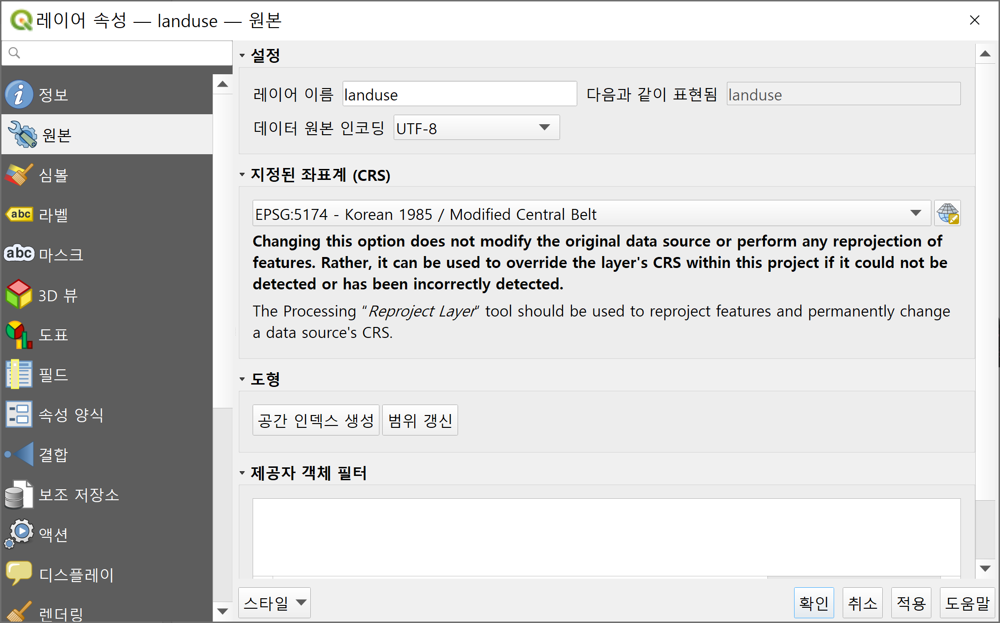 레이어 속성 — landuse — 원본
정보
원본
심볼
라벨
마스크
3D 뷰
도표
필드
속성 양식
결합
보조 저장소
액션
디스플레이
렌더링
설정
레이어 이름 landuse 다음과 같이 표현됨 landuse
데이터 원본 인코딩 UTF-8
지정된 좌표계 (CRS)
EPSG:5174 - Korean 1985 / Modified Central Belt
Changing this option does not modify the original data source or perform any reprojection of
features. Rather, it can be used to override the layer's CRS within this project if it could not be
detected or has been incorrectly detected.
The Processing “Reproject Layer” tool should be used to reproject features and permanently change
a data source's CRS.
도형
공간 인덱스 생성 범위 갱신
제공자 객체 필터
스타일 확인 취소 적용 도움말
abc
abc